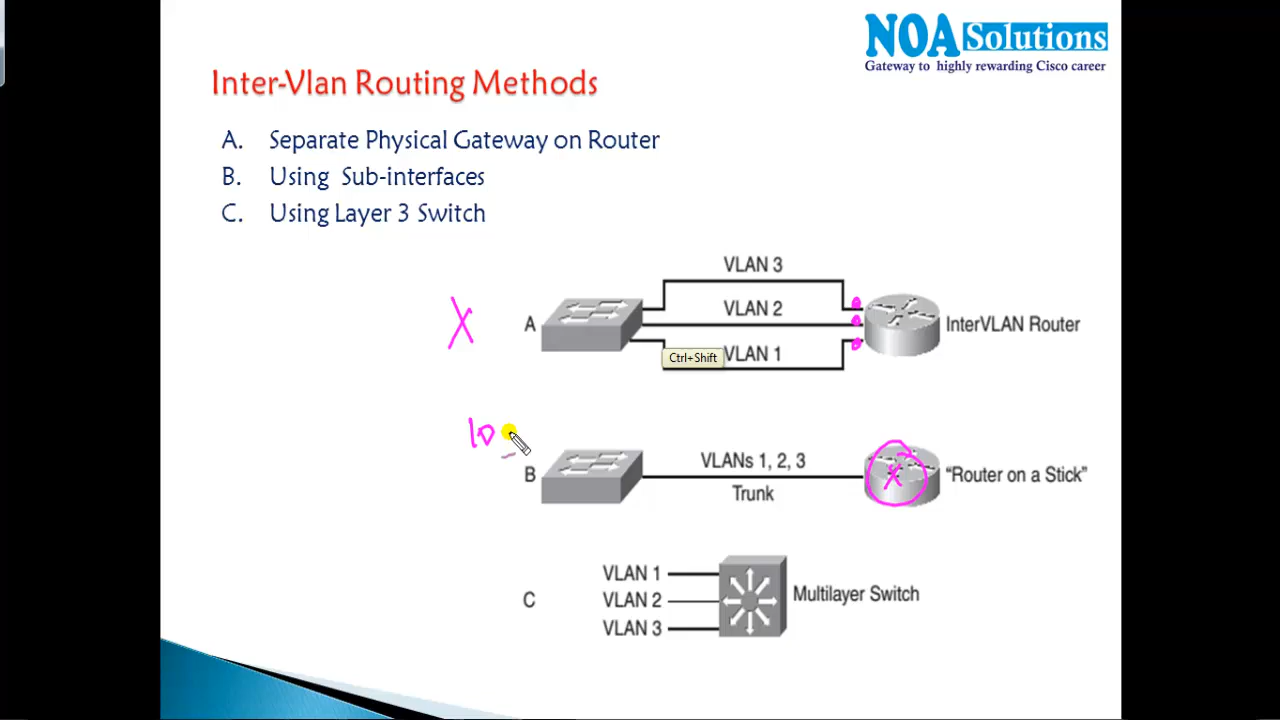 NOA Solutions
Gateway to highly rewarding Cisco career
Inter-Vlan Routing Methods
A. Separate Physical Gateway on Router
B. Using Sub-interfaces
C. Using Layer 3 Switch
VLAN 3
VLAN 2
A
InterVLAN Router
Ctrl+Shift
VLAN 1
10
VLANs 1, 2, 3
B
"Router on a Stick"
Trunk
VLAN 1
C
VLAN 2
Multilayer Switch
VLAN 3